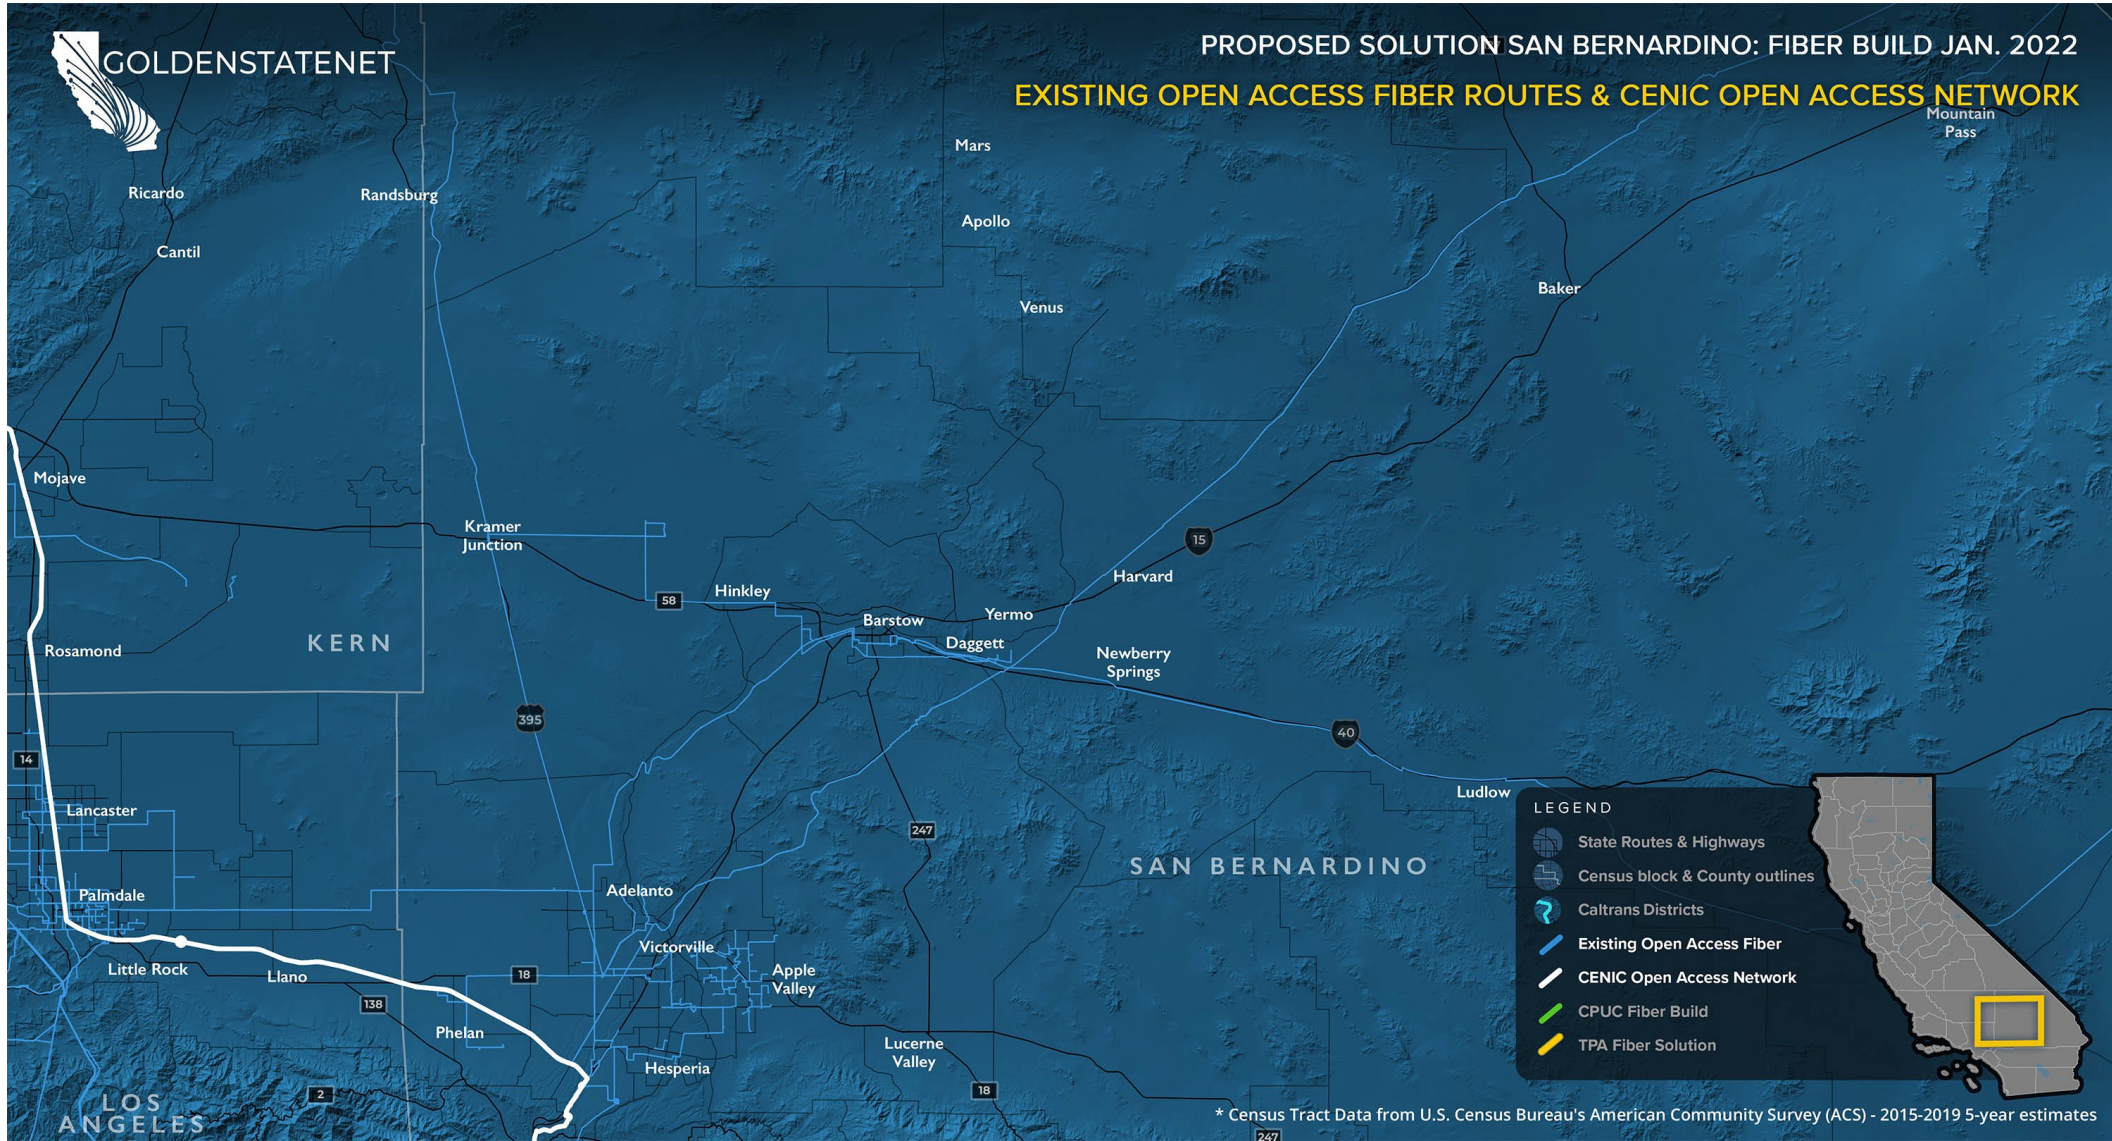 GOLDENSTATENET
PROPOSED SOLUTION SAN BERNARDINO: FIBER BUILD JAN. 2022
EXISTING OPEN ACCESS FIBER ROUTES & CENIC OPEN ACCESS NETWORK
Mountain
Pass
Mars
Ricardo
Randsburg
Apollo
Cantil
Baker
Venus
Mojave
Kramer
Junction
15
Harvard
Hinkley
58
Yermo
Barstow
Daggett
KERN
Rosamond
Newberry
Springs
395
40
14
Ludlow
Lancaster
247
SAN BERNARDINO
Adelanto
Palmdale
Victorville
Little Rock
Llano
18
Apple
Valley
138
Phelan
Lucerne
Valley
Hesperia
18
2
LOS
ANGELES
247
LEGEND
State Routes & Highways
Census block & County outlines
Caltrans Districts
Existing Open Access Fiber
CENIC Open Access Network
CPUC Fiber Build
TPA Fiber Solution
* Census Tract Data from U.S. Census Bureau's American Community Survey (ACS) - 2015-2019 5-year estimates